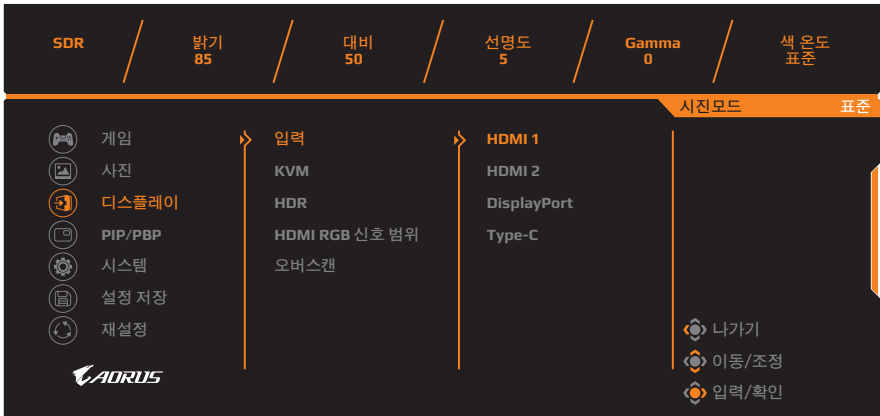 SDR
밝기
85
대비
50
선명도
5
Gamma
0
색 온도
표준
시진모드 표준
게임
사진
디스플레이
PIP/PBP
시스템
설정 저장
재설정
입력
KVM
HDR
HDMI RGB 신호 범위
오버스캔
HDMI 1
HDMI 2
DisplayPort
Type-C
나가기
이동/조정
입력/확인
AORUS